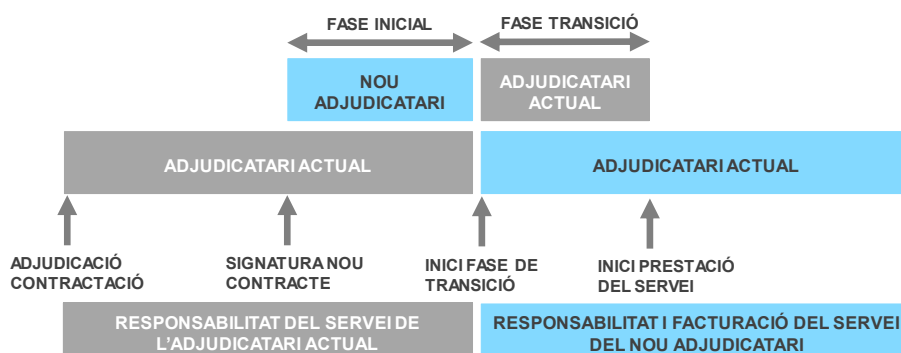 FASE INICIAL
FASE TRANSICIÓ
NOU
ADJUDICATARI
ADJUDICATARI
ACTUAL
ADJUDICATARI ACTUAL
ADJUDICATARI ACTUAL
ADJUDICACIÓ
CONTRACTACIÓ
SIGNATURA NOU
CONTRACTE
INICI FASE DE
TRANSICIÓ
INICI PRESTACIÓ
DEL SERVEI
RESPONSABILITAT DEL SERVEI DE
L'ADJUDICATARI ACTUAL
RESPONSABILITAT I FACTURACIÓ DEL SERVEI
DEL NOU ADJUDICATARI